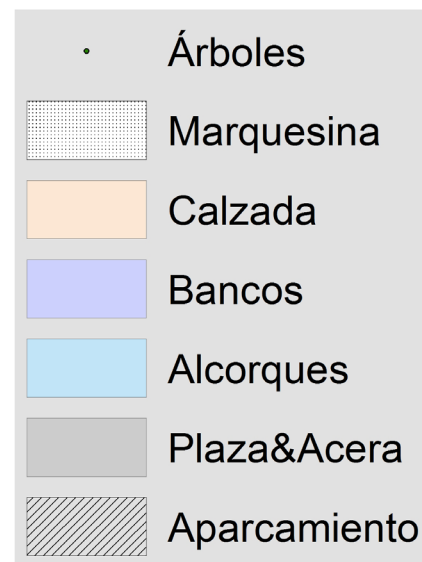 Árboles
Marquesina
Calzada
Bancos
Alcorques
Plaza&Acera
Aparcamiento